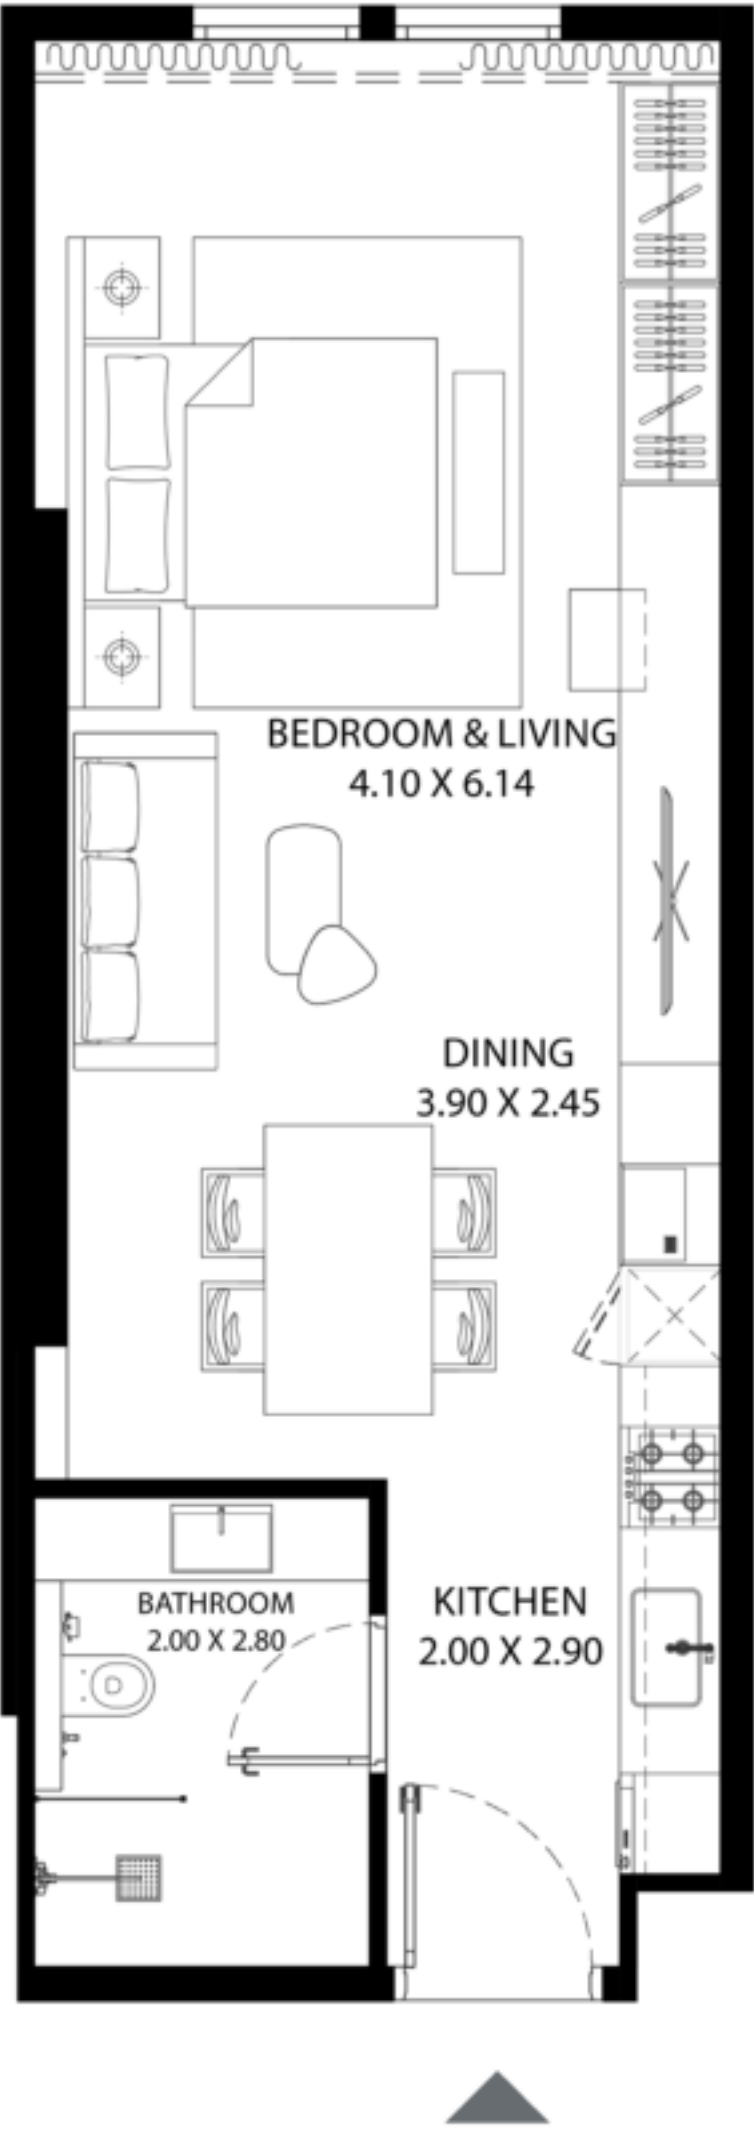 BEDROOM & LIVING
4.10 X 6.14
DINING
3.90 X 2.45
BATHROOM
2.00 X 2.80
KITCHEN
2.00 X 2.90